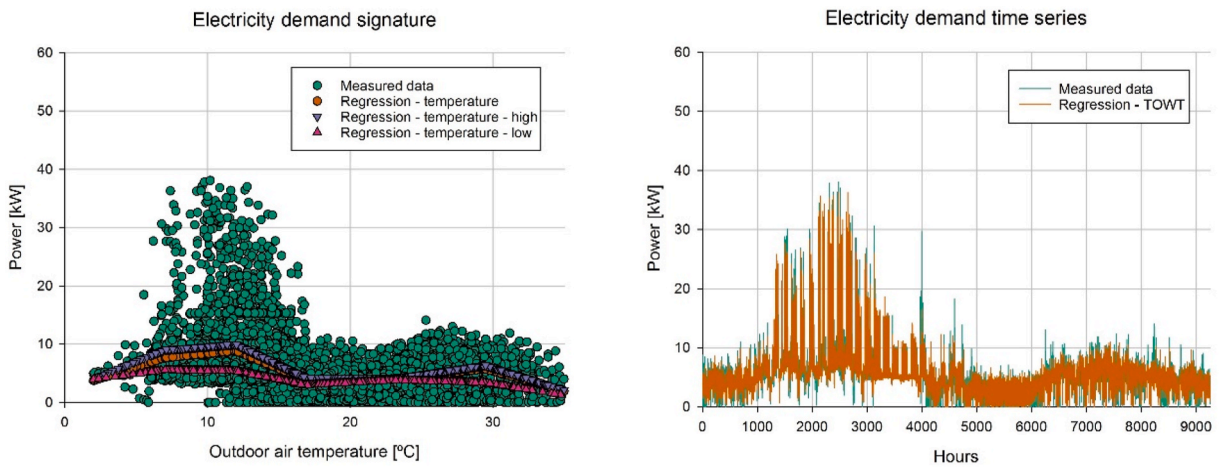 Electricity demand signature
60
50
40
30
20
10
0
Power [kW]
Measured data
Regression - temperature
Regression - temperature - high
Regression - temperature - low
0
10
20
30
Outdoor air temperature [ºC]
Electricity demand time series
60
50
40
30
20
10
0
Power [kW]
Measured data
Regression - TOWT
0
1000
2000
3000
4000
5000
6000
7000
8000
9000
Hours